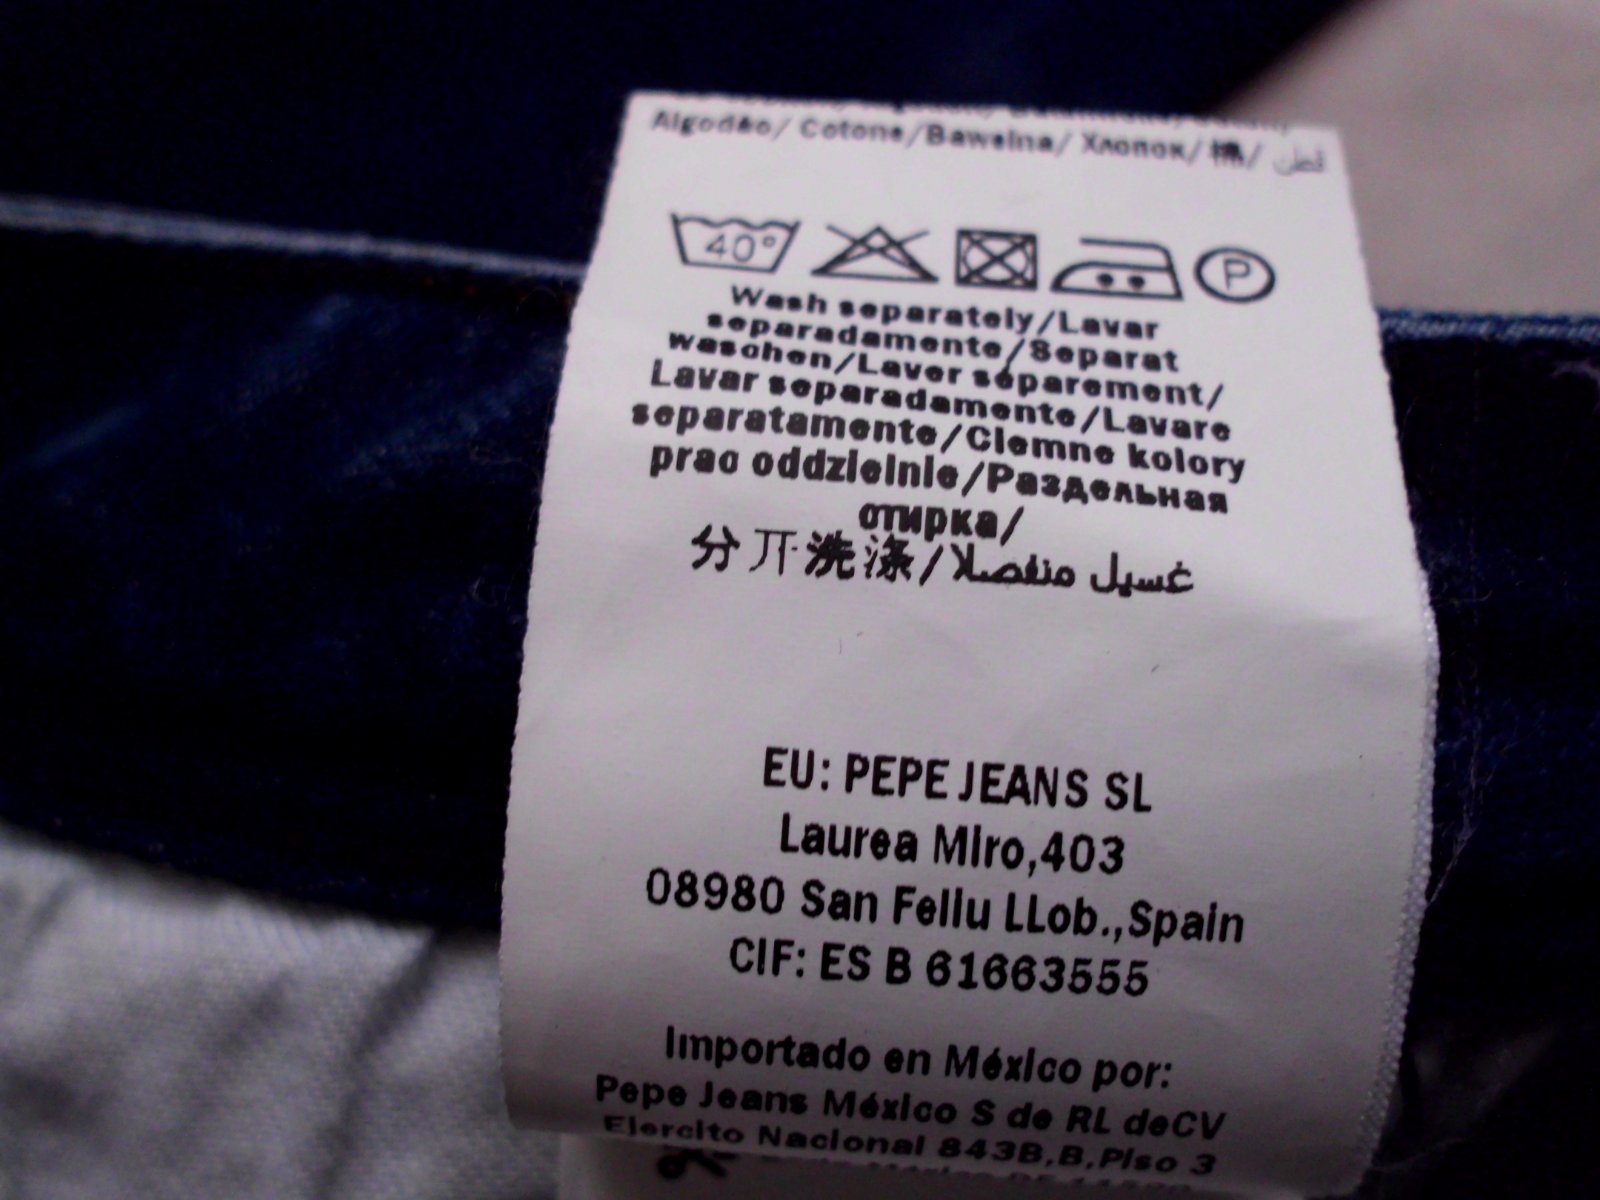 Algodão/ Cotone/Bawelna/ Хлопок/ 棉/ قطن
40°
P
Wash separately/Lavar
separadamente/Separat
waschen/Laver séparement/
Lavar separadamente/Lavare
separatamente/Ciemne kolory
prac oddzielnie/Раздельная
стирка/
分开洗涤/غسيل منفصلا
EU: PEPE JEANS SL
Laurea Miro,403
08980 San Feliu LLob.,Spain
CIF: ES B 61663555
Importado en México por:
Pepe Jeans México S de RL deCV
Ejercito Nacional 843B,B,Piso 3